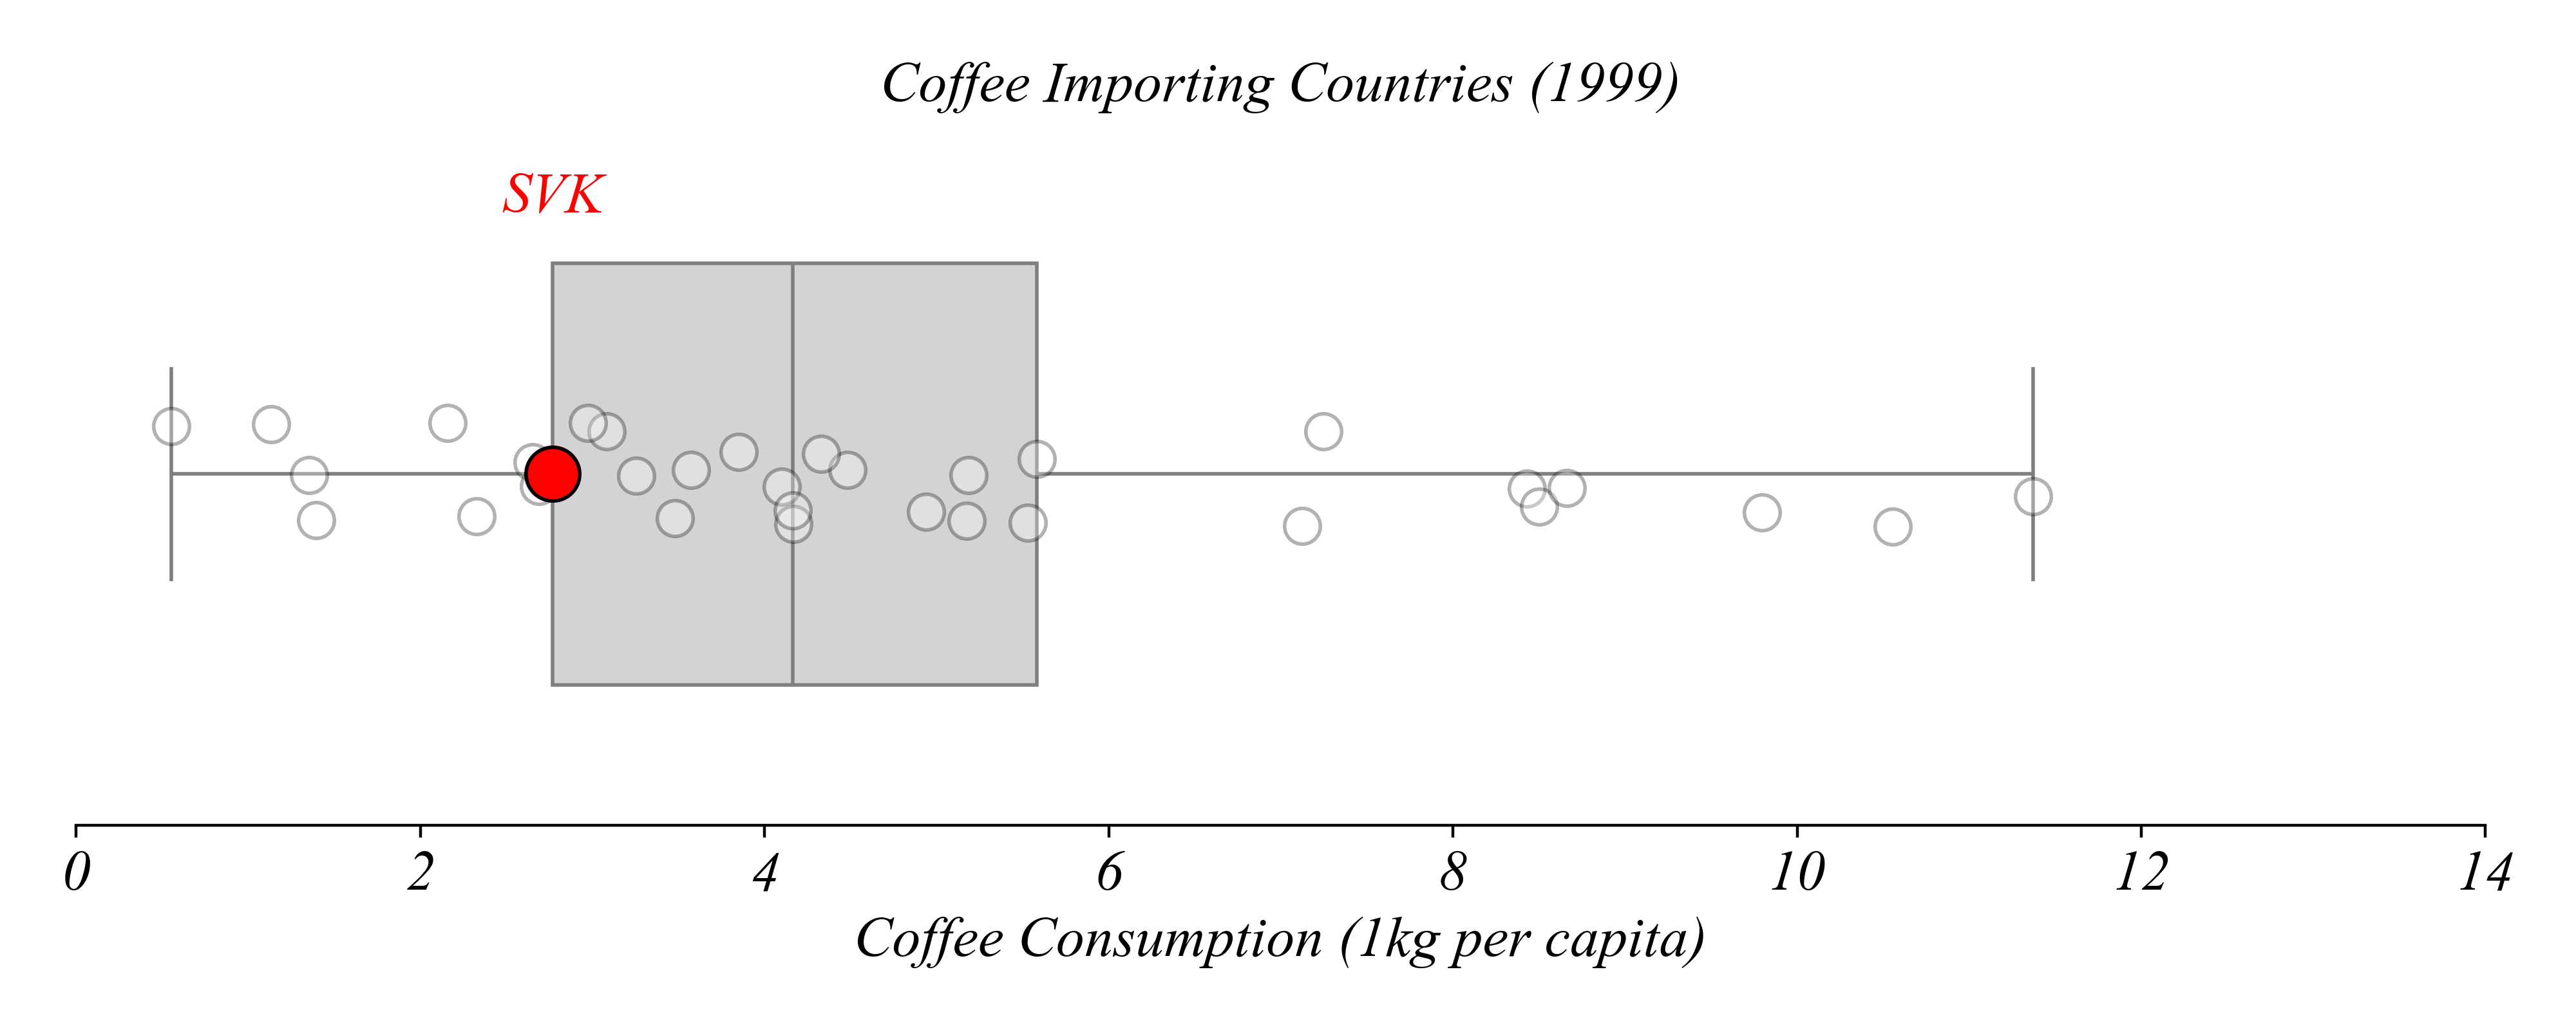 Coffee Importing Countries (1999)
SVK
0 2 4 6 8 10 12 14
Coffee Consumption (1kg per capita)